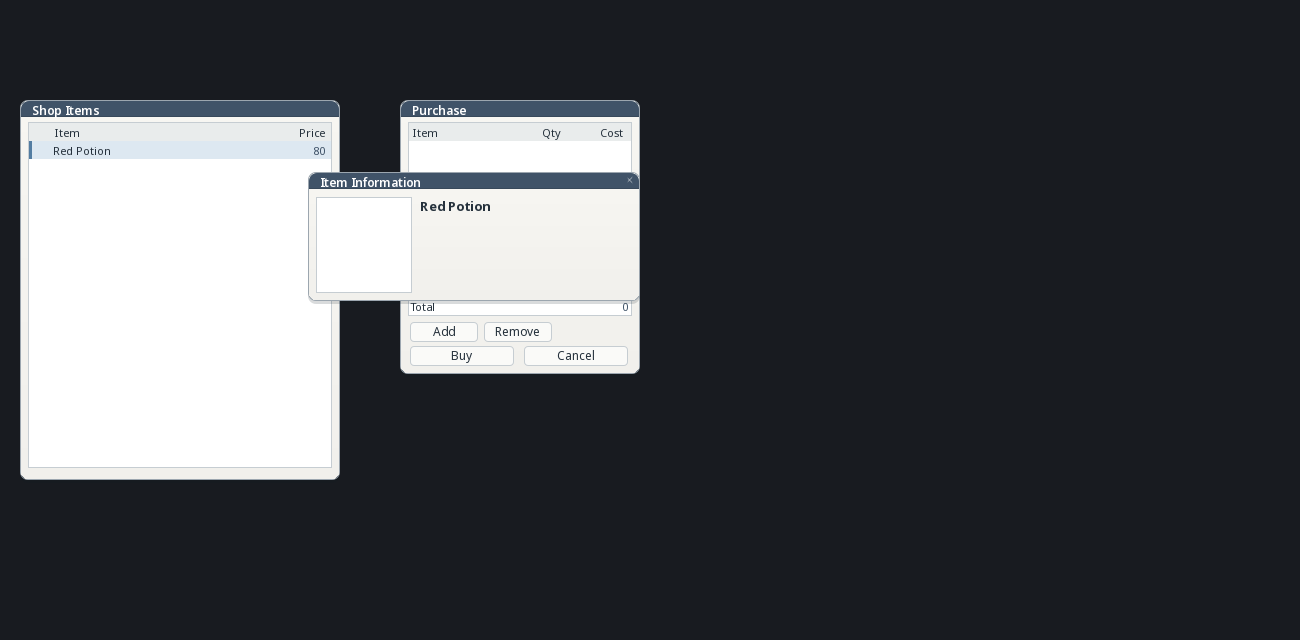 Shop Items
Item Price
Red Potion 80
Purchase
Item Qty Cost
Item Information ×
Red Potion
Total 0
Add Remove
Buy Cancel